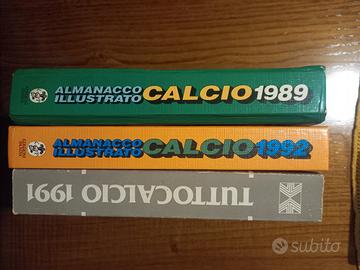 ALMANACCO
ILLUSTRATO
CALCIO 1989
ALMANACCO
ILLUSTRATO
CALCIO 1992
TUTTOCALCIO 1991
subito